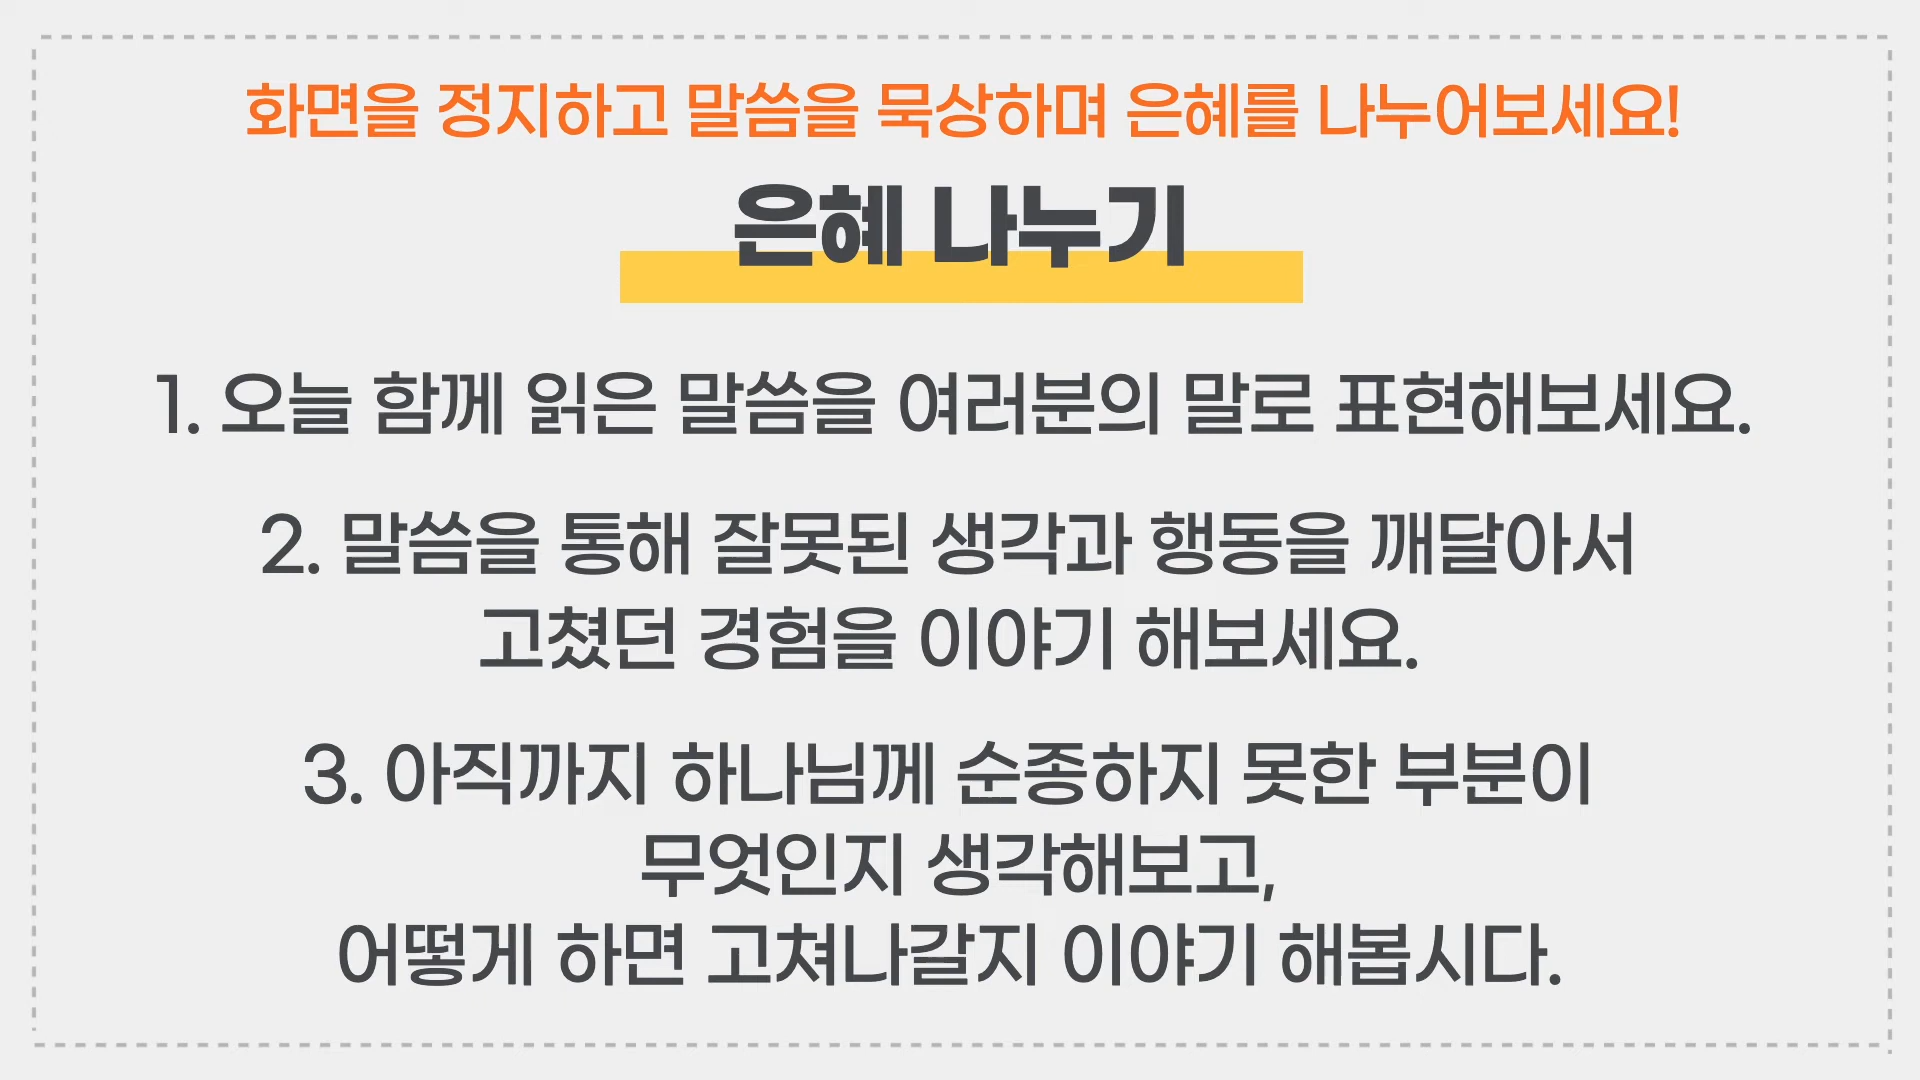 화면을 정지하고 말씀을 묵상하며 은혜를 나누어보세요!
은혜 나누기
1. 오늘 함께 읽은 말씀을 여러분의 말로 표현해보세요.
2. 말씀을 통해 잘못된 생각과 행동을 깨달아서
고쳤던 경험을 이야기 해보세요.
3. 아직까지 하나님께 순종하지 못한 부분이
무엇인지 생각해보고,
어떻게 하면 고쳐나갈지 이야기 해봅시다.